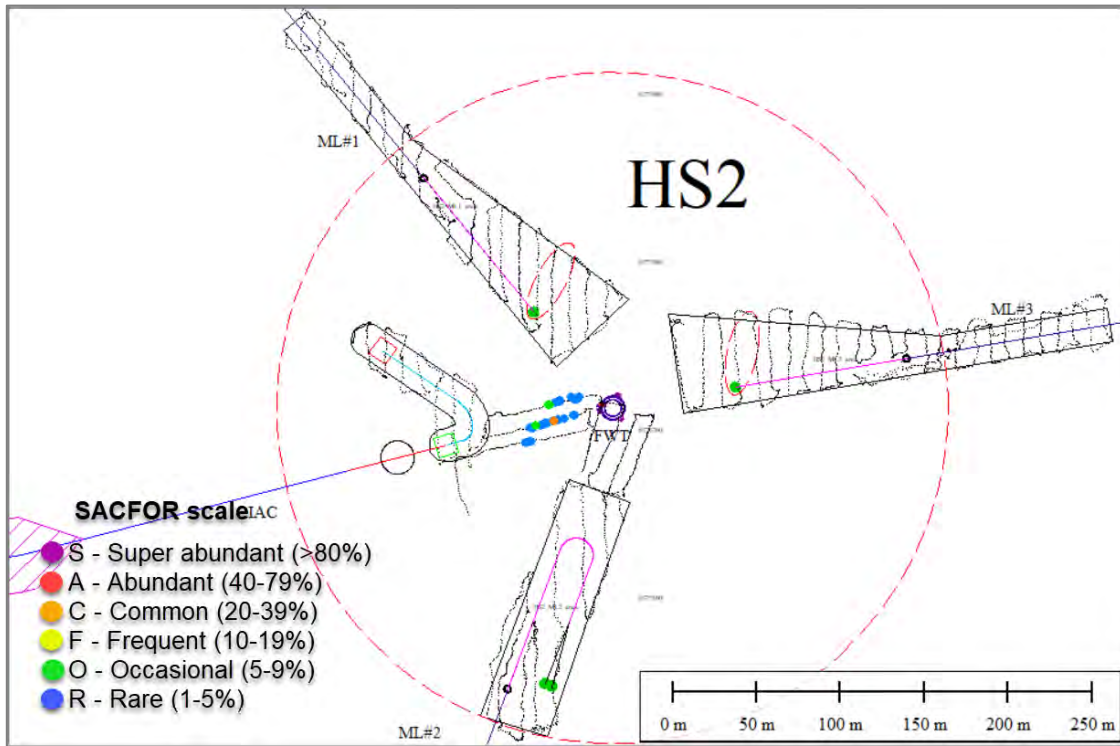 ML#1
HS2
ML#3
FWT
IAC
SACFOR scale
S - Super abundant (>80%)
A - Abundant (40-79%)
C - Common (20-39%)
F - Frequent (10-19%)
O - Occasional (5-9%)
R - Rare (1-5%)
ML#2
0 m 50 m 100 m 150 m 200 m 250 m